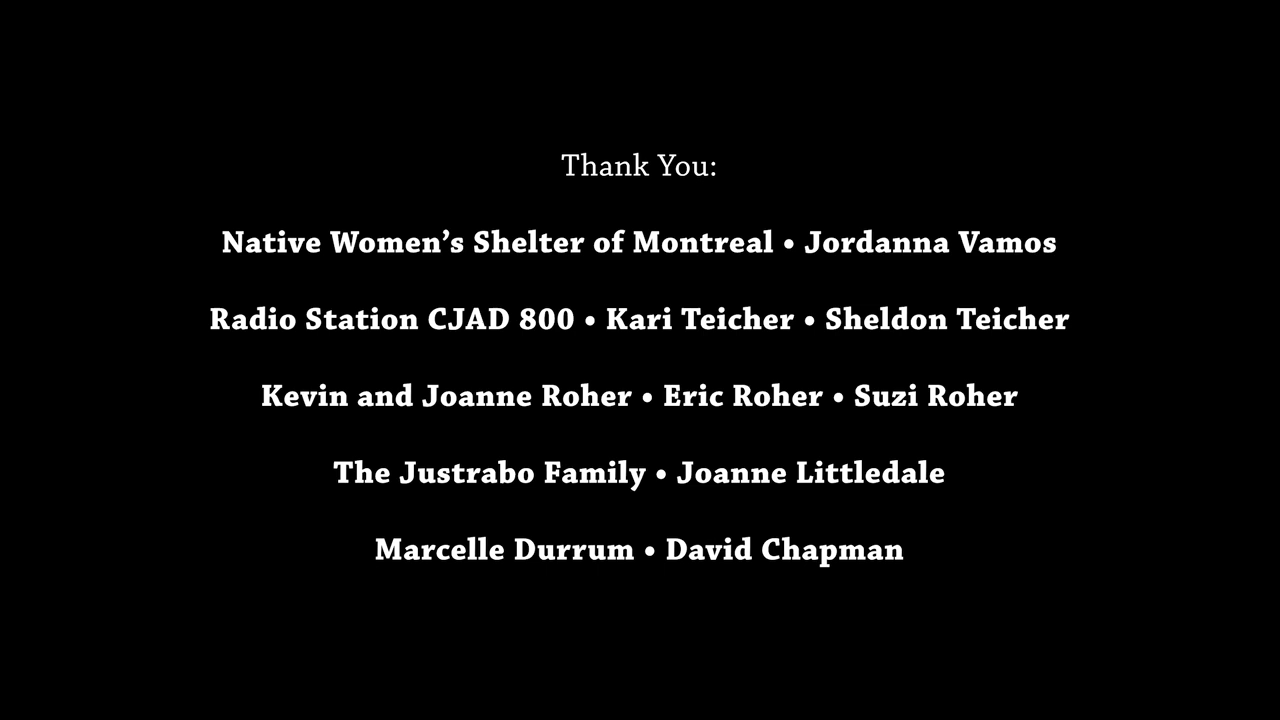 Thank You:
Native Women’s Shelter of Montreal • Jordanna Vamos
Radio Station CJAD 800 • Kari Teicher • Sheldon Teicher
Kevin and Joanne Roher • Eric Roher • Suzi Roher
The Justrabo Family • Joanne Littledale
Marcelle Durrum • David Chapman